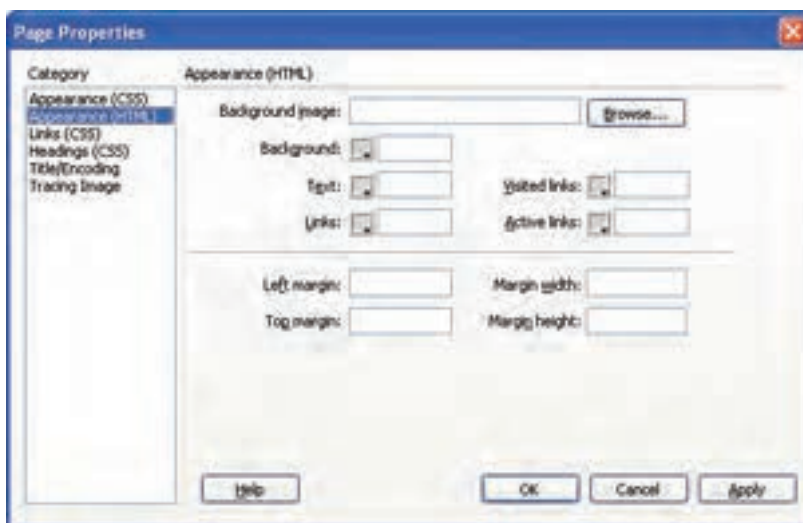 Page Properties
Category
Appearance (CSS)
Appearance (HTML)
Links (CSS)
Headings (CSS)
Title/Encoding
Tracing Image
Appearance (HTML)
Background image:
Browse...
Background:
Text:
Visited links:
Links:
Active links:
Left margin:
Margin width:
Top margin:
Margin height:
Help
OK
Cancel
Apply